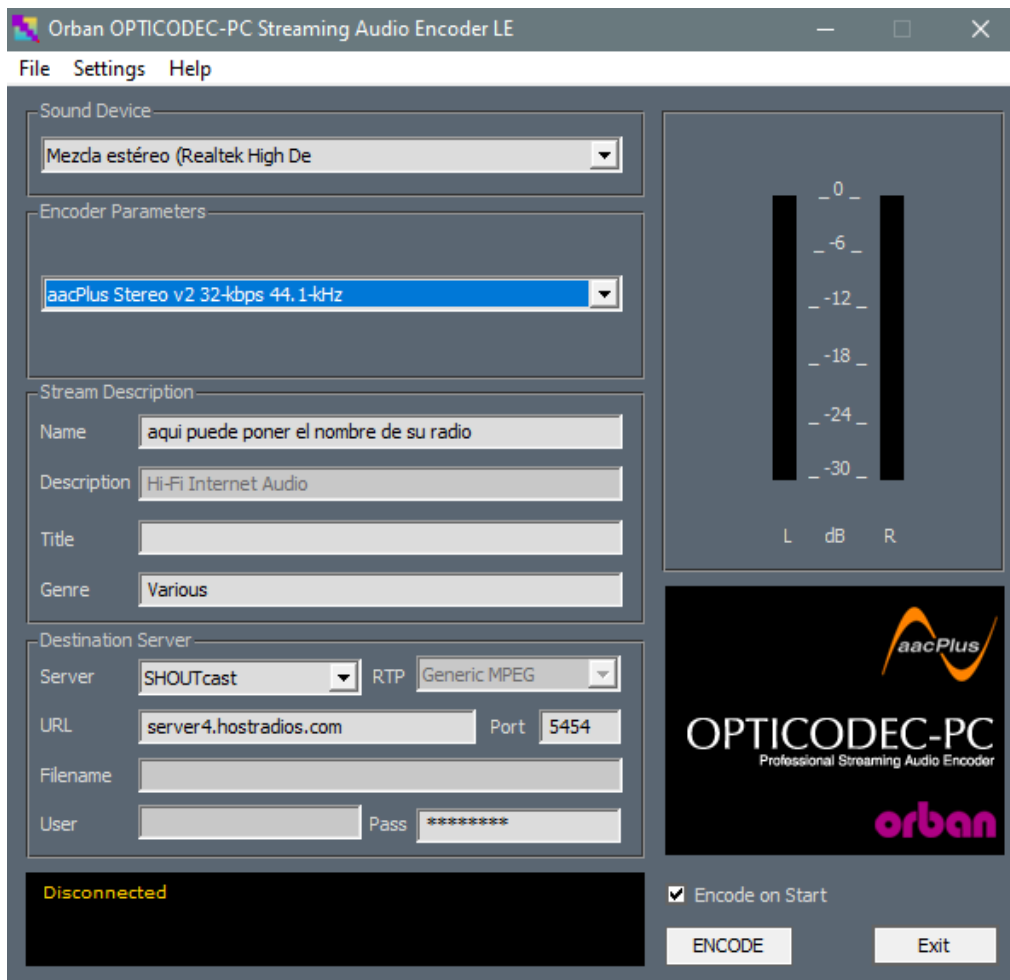 Orban OPTICODEC-PC Streaming Audio Encoder LE
File Settings Help
Sound Device
Mezcla estéreo (Realtek High De
Encoder Parameters
aacPlus Stereo v2 32-kbps 44.1-kHz
Stream Description
Name aqui puede poner el nombre de su radio
Description Hi-Fi Internet Audio
Title
Genre Various
Destination Server
Server SHOUTcast RTP Generic MPEG
URL server4.hostradios.com Port 5454
Filename
User Pass ********
Disconnected
_ 0 _
_ -6 _
_ -12 _
_ -18 _
_ -24 _
_ -30 _
L dB R
aacPlus
OPTICODEC-PC
Professional Streaming Audio Encoder
orban
Encode on Start
ENCODE Exit